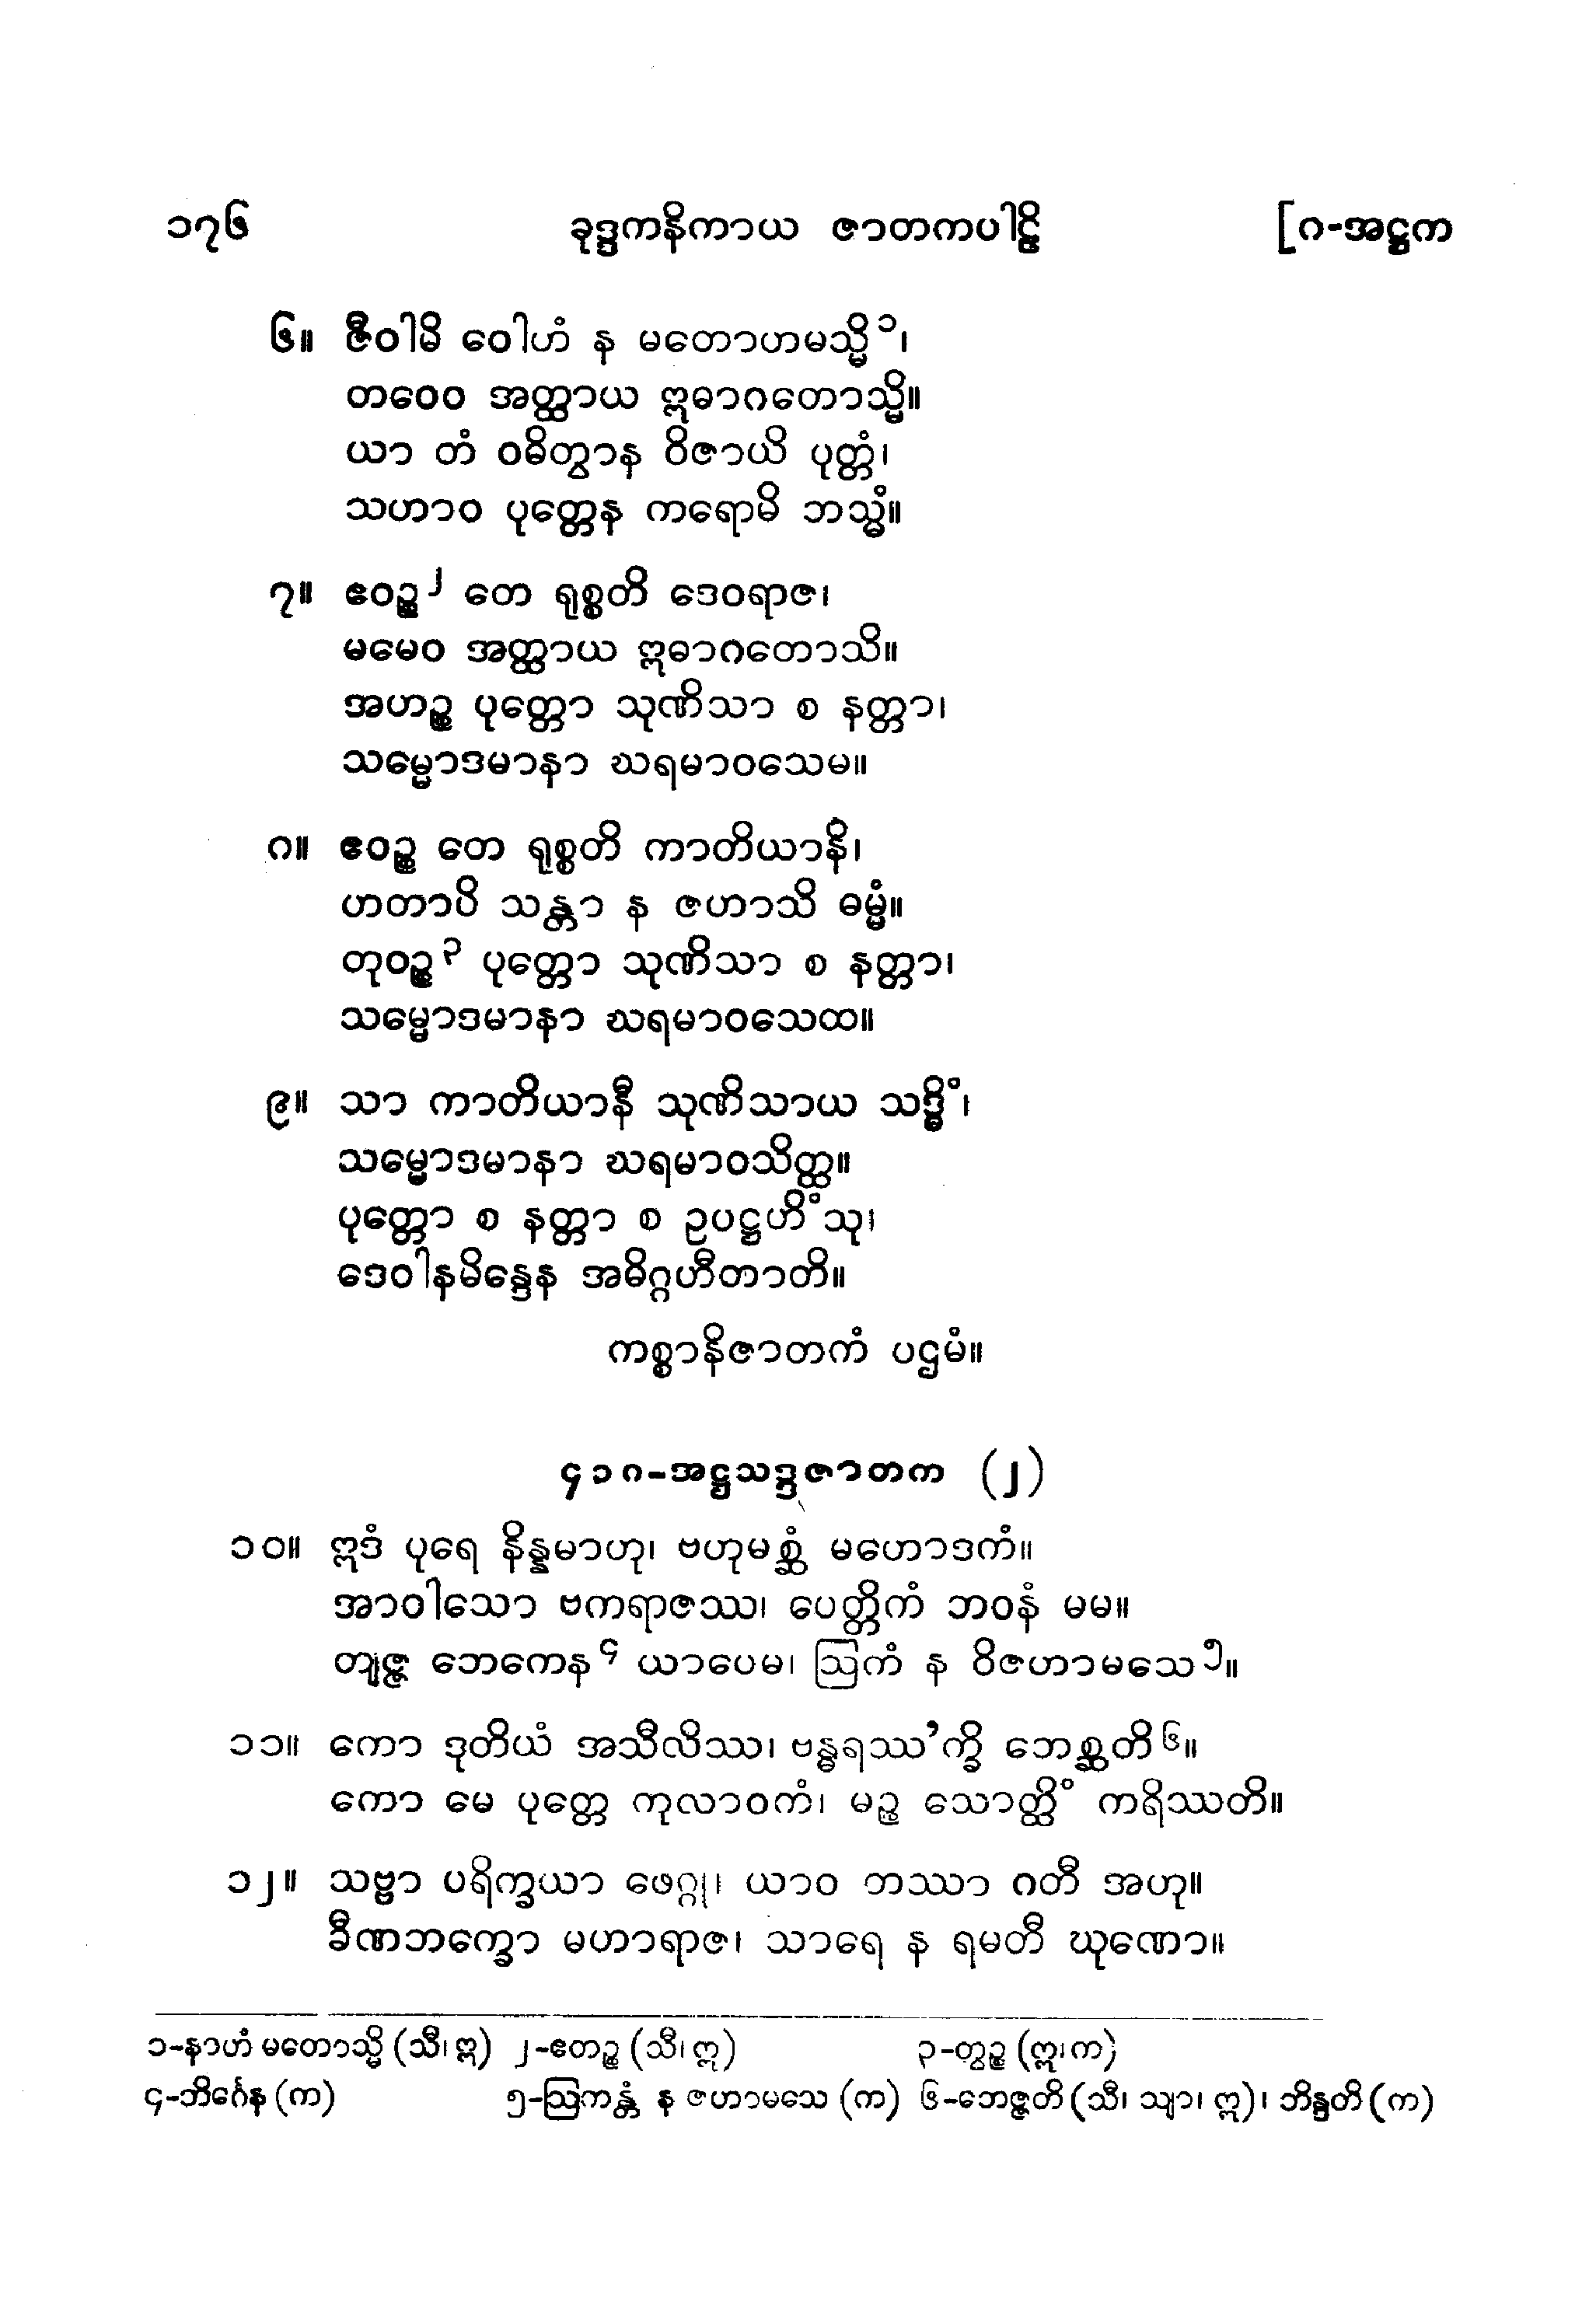 ၁၇၆ ခုဒ္ဒကနိကာယ ဇာတကပါဠိ [၈-အဋ္ဌက
၆။ ဇီဝါမိ ဝေါဟံ န မတောဟမသ္မိ၁၊
တဝေဝ အတ္ထာယ ဣဓာဂတောသ္မိ။
ယာ တံ ဝဓိတွာန ဝိဇာယိ ပုတ္တံ၊
သဟာဝ ပုတ္တေန ကရောမိ ဘသ္မံ။
၇။ ဧဝဉ္စ၂ တေ ရုစ္စတိ ဒေဝရာဇ၊
မမေဝ အတ္ထာယ ဣဓာဂတောသိ။
အဟဉ္စ ပုတ္တော သုဏိသာ စ နတ္တာ၊
သမ္မောဒမာနာ ဃရမာဝသေမ။
၈။ ဧဝဉ္စ တေ ရုစ္စတိ ကာတိယာနိ၊
ဟတာပိ သန္တာ န ဇဟာသိ ဓမ္မံ။
တုဝဉ္စ၃ ပုတ္တော သုဏိသာ စ နတ္တာ၊
သမ္မောဒမာနာ ဃရမာဝသေထ။
၉။ သာ ကာတိယာနီ သုဏိသာယ သဒ္ဓိံ၊
သမ္မောဒမာနာ ဃရမာဝသိတ္ထ။
ပုတ္တော စ နတ္တာ စ ဥပဋ္ဌဟိံသု၊
ဒေဝါနမိန္ဒေန အဓိဂ္ဂဟီတာတိ။
ကစ္စာနိဇာတကံ ပဌမံ။
၄၁၈-အဋ္ဌသဒ္ဒဇာတက (၂)
၁၀။ ဣဒံ ပုရေ နိန္နမာဟု၊ ဗဟုမစ္ဆံ မဟောဒကံ။
အာဝါသော ဗကရာဇဿ၊ ပေတ္တိကံ ဘဝနံ မမ။
တျဇ္ဇ ဘေကေန၄ ယာပေမ၊ ဩကံ န ဝိဇဟာမသေ၅။
၁၁။ ကော ဒုတိယံ အသီလိဿ၊ ဗန္ဓရဿ’က္ခိ ဘေစ္ဆတိ၆။
ကော မေ ပုတ္တေ ကုလာဝကံ၊ မဉ္စ သောတ္ထိံ ကရိဿတိ။
၁၂။ သဗ္ဗာ ပရိက္ခယာ ဖေဂ္ဂု၊ ယာဝ တဿာ ဂတီ အဟု။
ခီဏဘက္ခော မဟာရာဇ၊ သာရေ န ရမတီ ဃုဏော။
၁-နာဟံ မတောသ္မိ (သီ၊ ဣ) ၂-ဧတဉ္စ (သီ၊ ဣ) ၃-တွဉ္စ (ဣ၊ က)
၄-ဘိင်္ဂေန (က) ၅-ဩကန္တံ န ဇဟာမသေ (က) ၆-ဘေဇ္ဇတိ (သီ၊ သျာ၊ ဣ)၊ ဘိန္ဒတိ (က)